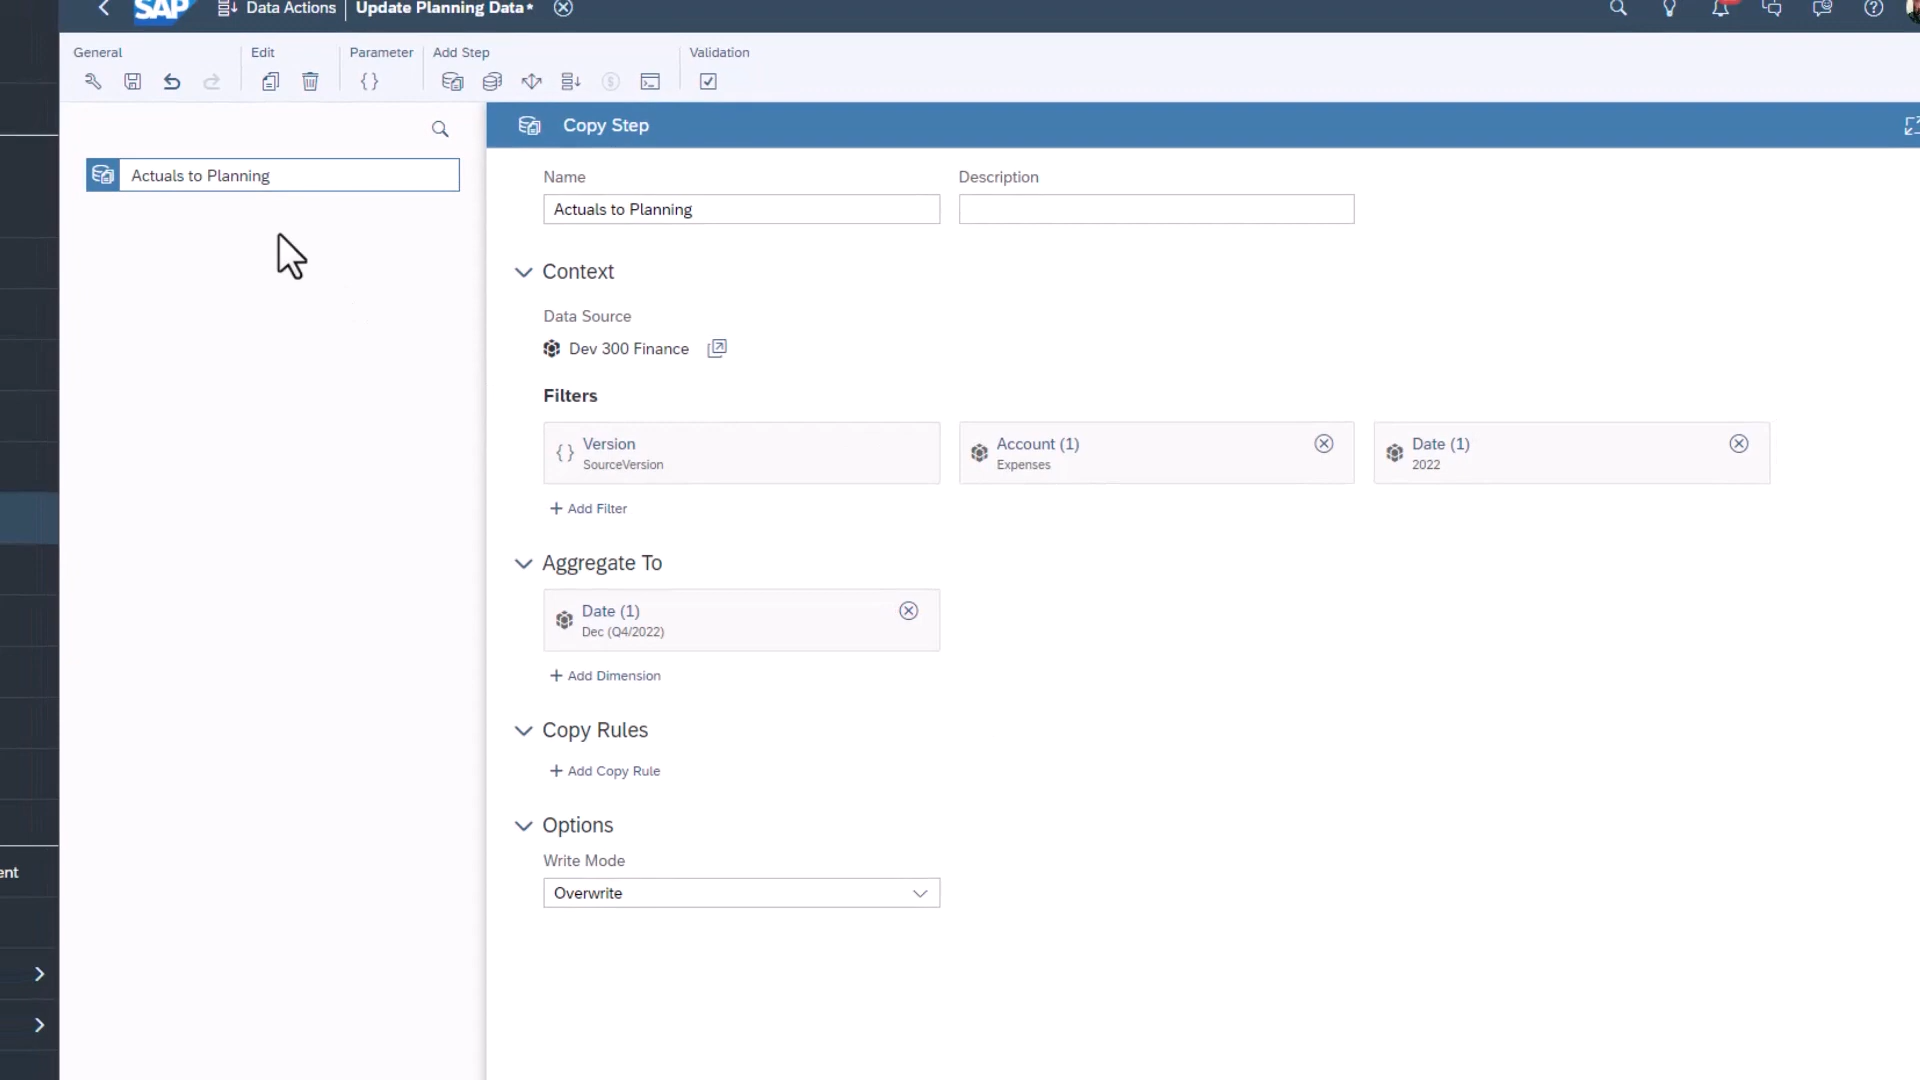 SAP
Data Actions
Update Planning Data*
General
Edit
Parameter
Add Step
Validation
Copy Step
Actuals to Planning
Name
Description
Actuals to Planning
Context
Data Source
Dev 300 Finance
Filters
{ } Version
SourceVersion
Account (1)
Expenses
Date (1)
2022
+ Add Filter
Aggregate To
Date (1)
Dec (Q4/2022)
+ Add Dimension
Copy Rules
+ Add Copy Rule
Options
Write Mode
ent
Overwrite